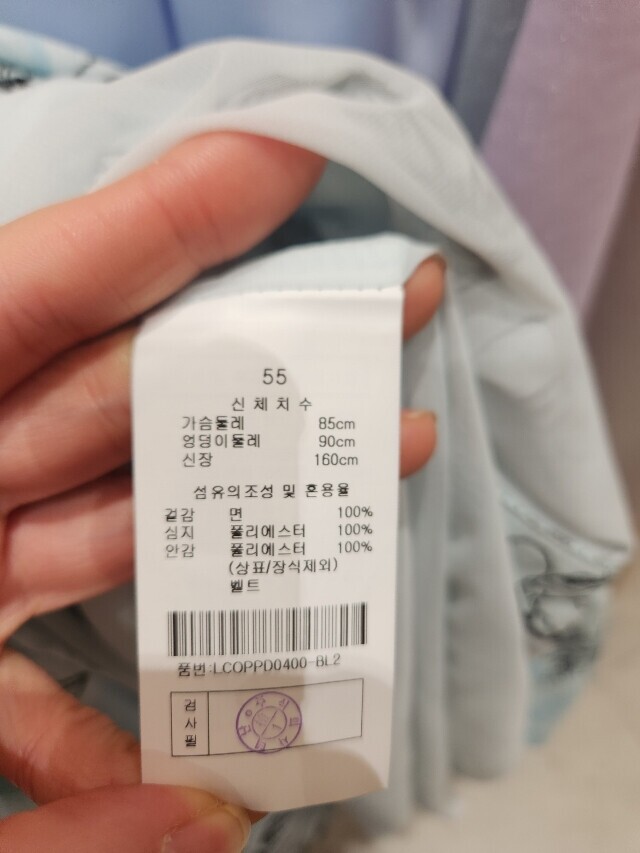 55
신체치수
가슴둘레 85cm
엉덩이둘레 90cm
신장 160cm
섬유의조성 및 혼용율
겉감 면 100%
심지 폴리에스터 100%
안감 폴리에스터 100%
(상표/장식제외)
벨트
품번:LCOPPD0400-BL2
검사필